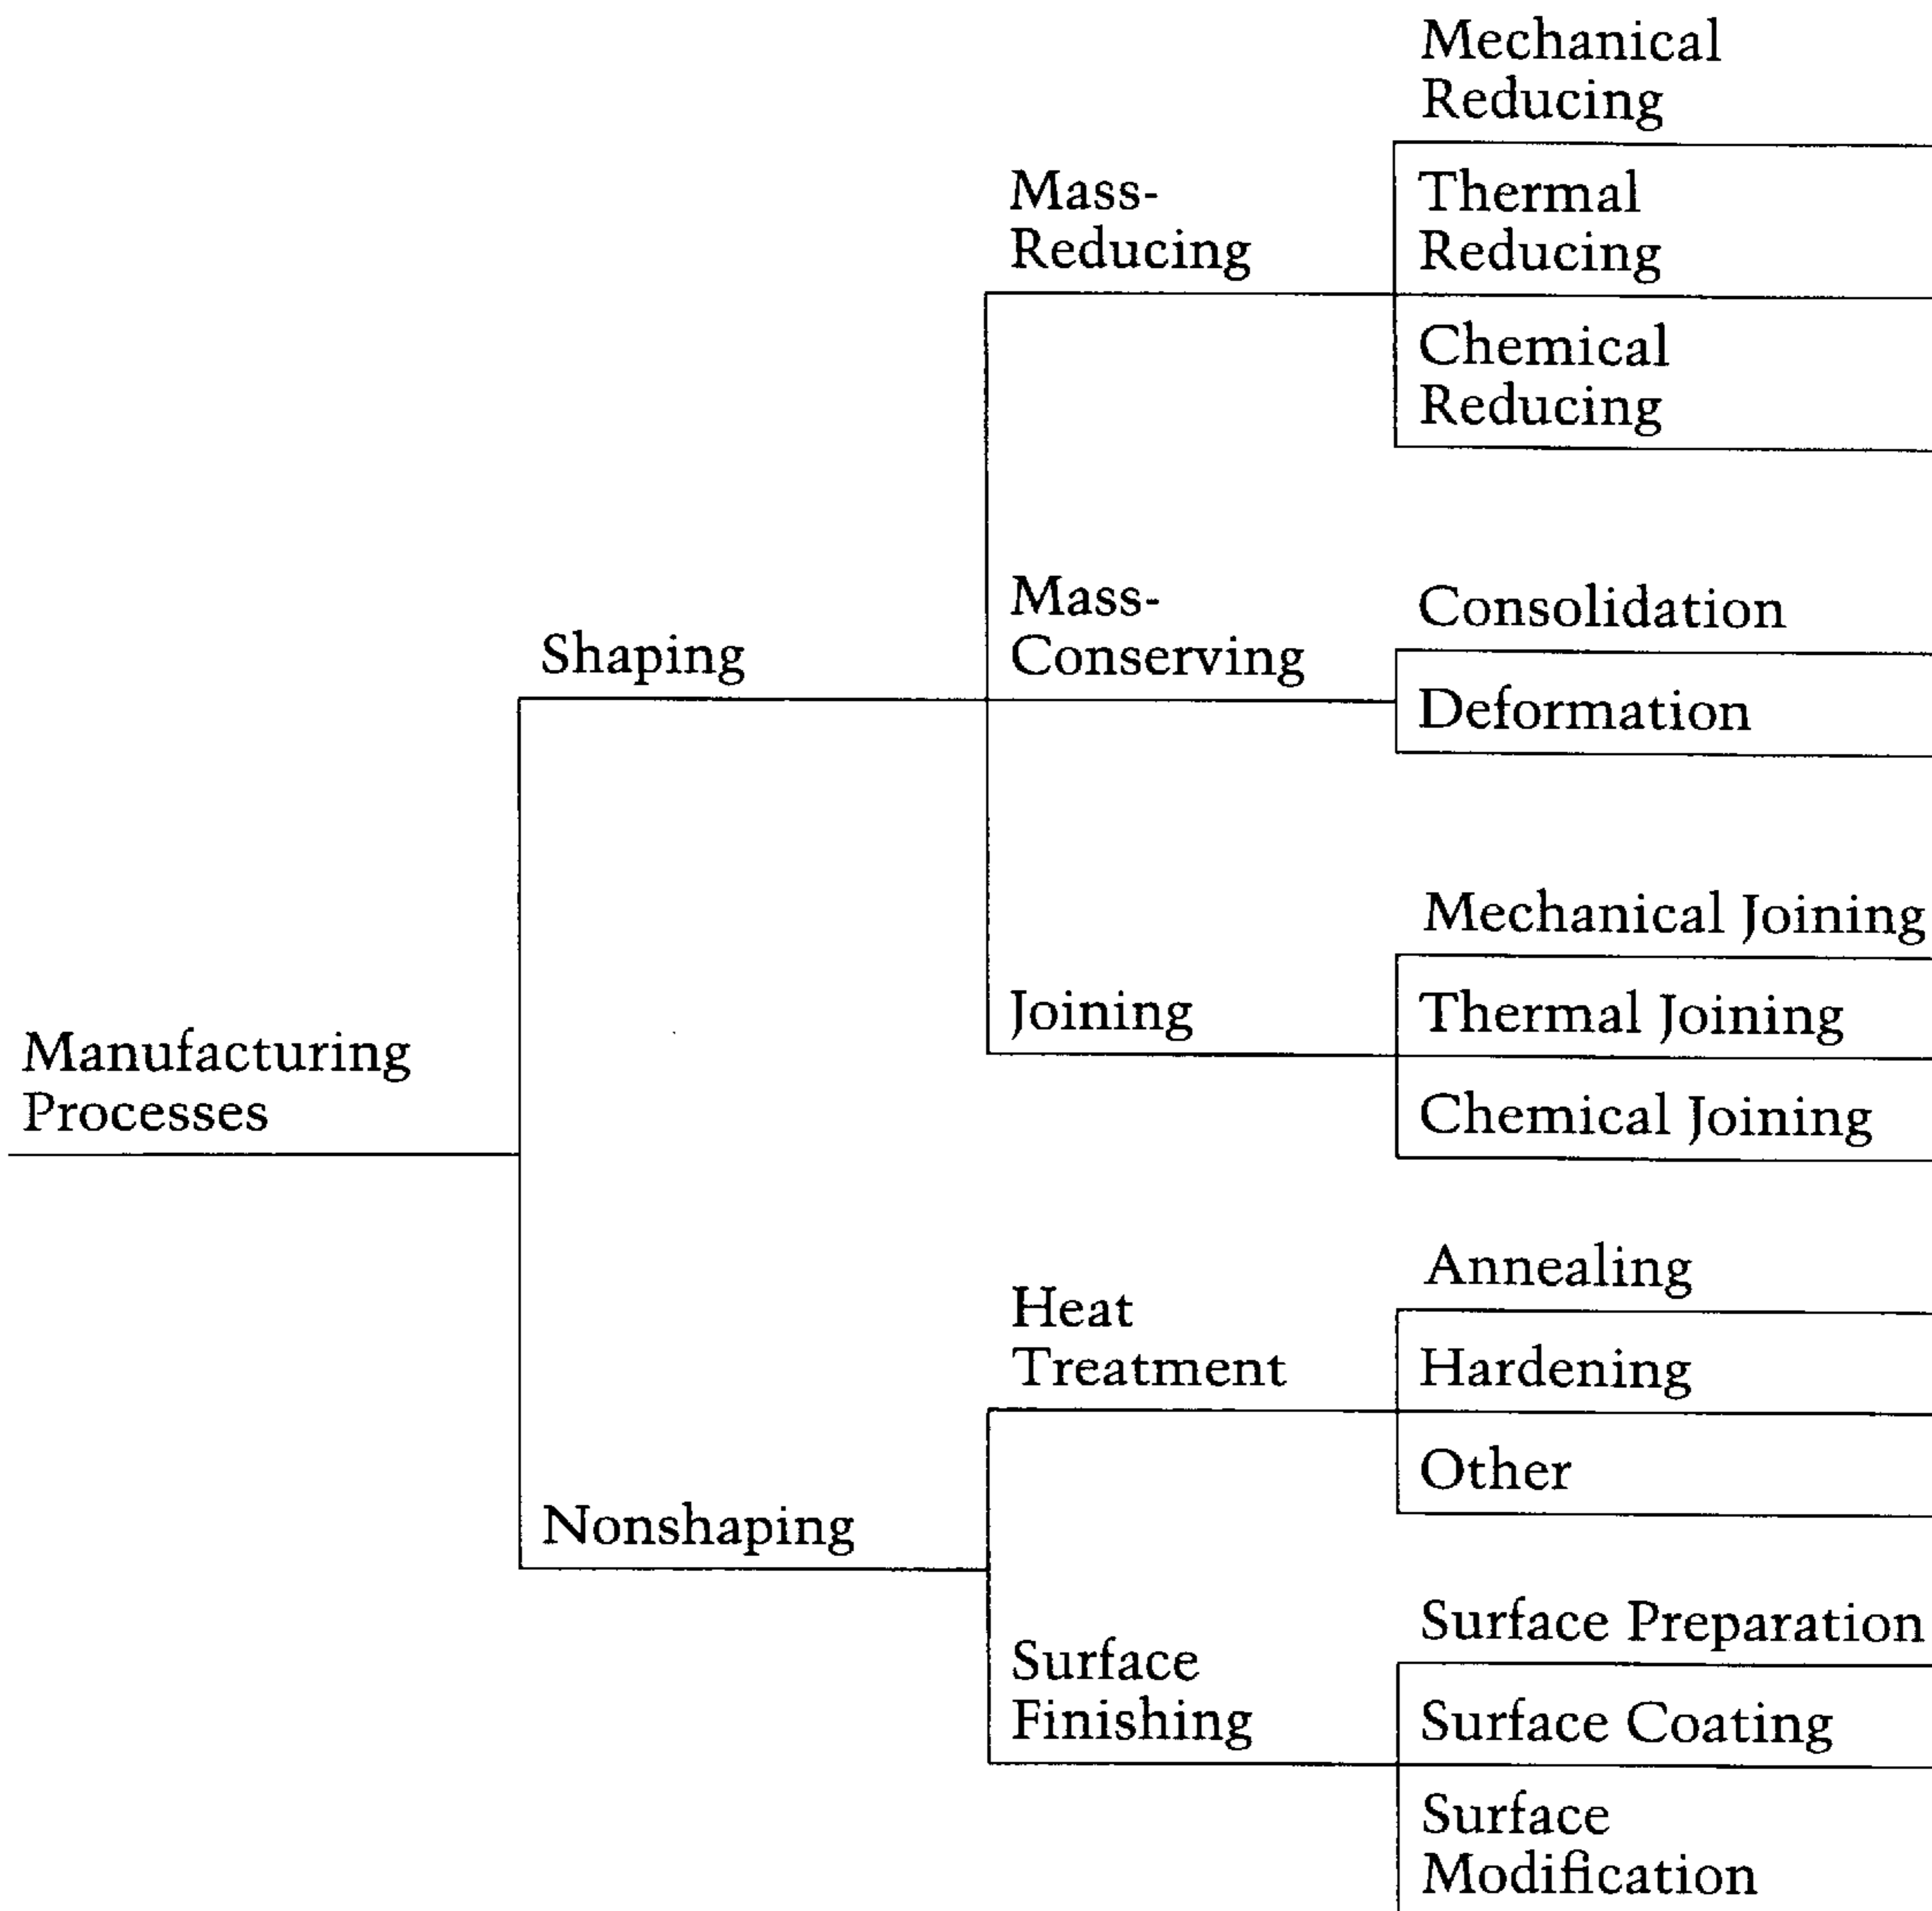 Mechanical
Reducing
Mass-
Reducing
Thermal
Reducing
Chemical
Reducing
Shaping
Mass-
Conserving
Consolidation
Deformation
Joining
Mechanical Joining
Thermal Joining
Chemical Joining
Manufacturing
Processes
Nonshaping
Heat
Treatment
Annealing
Hardening
Other
Surface
Finishing
Surface Preparation
Surface Coating
Surface
Modification